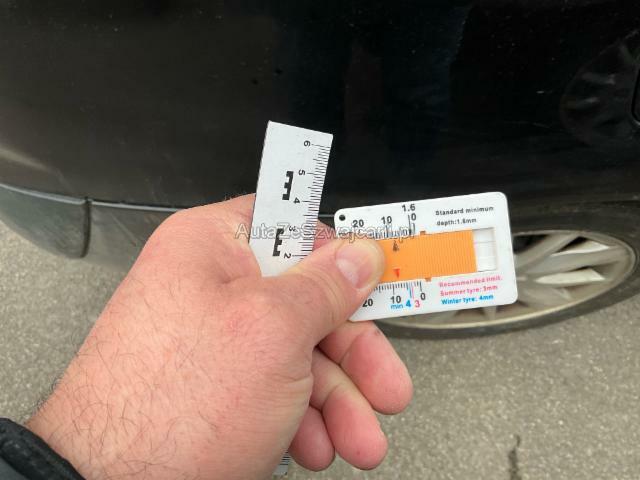 6
5
4
3
2
AutaZeSzwajcarii.pl
1.6
20 10 0
Standard minimum
depth:1.6mm
Recommended limit.
Summer tyre: 3mm
Winter tyre: 4mm
20 10 0
min 4 3